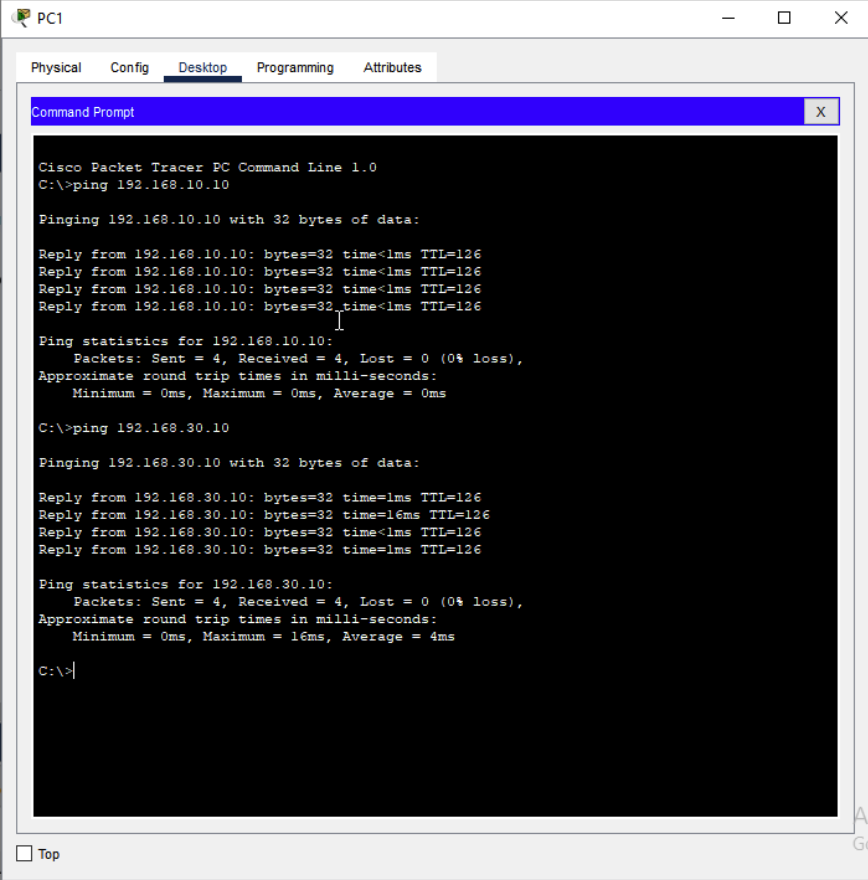 PC1
Physical Config Desktop Programming Attributes
Command Prompt X
Cisco Packet Tracer PC Command Line 1.0
C:\>ping 192.168.10.10
Pinging 192.168.10.10 with 32 bytes of data:
Reply from 192.168.10.10: bytes=32 time<1ms TTL=126
Reply from 192.168.10.10: bytes=32 time<1ms TTL=126
Reply from 192.168.10.10: bytes=32 time<1ms TTL=126
Reply from 192.168.10.10: bytes=32 time<1ms TTL=126
Ping statistics for 192.168.10.10:
Packets: Sent = 4, Received = 4, Lost = 0 (0% loss),
Approximate round trip times in milli-seconds:
Minimum = 0ms, Maximum = 0ms, Average = 0ms
C:\>ping 192.168.30.10
Pinging 192.168.30.10 with 32 bytes of data:
Reply from 192.168.30.10: bytes=32 time=1ms TTL=126
Reply from 192.168.30.10: bytes=32 time=16ms TTL=126
Reply from 192.168.30.10: bytes=32 time<1ms TTL=126
Reply from 192.168.30.10: bytes=32 time=1ms TTL=126
Ping statistics for 192.168.30.10:
Packets: Sent = 4, Received = 4, Lost = 0 (0% loss),
Approximate round trip times in milli-seconds:
Minimum = 0ms, Maximum = 16ms, Average = 4ms
C:\>
Top